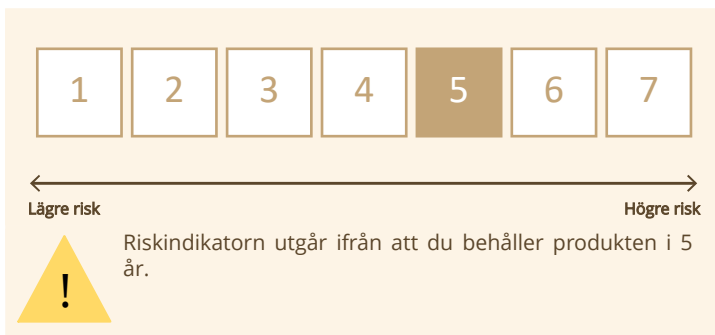 1 2 3 4 5 6 7
Lägre risk Högre risk
Riskindikatorn utgår ifrån att du behåller produkten i 5
år.
!